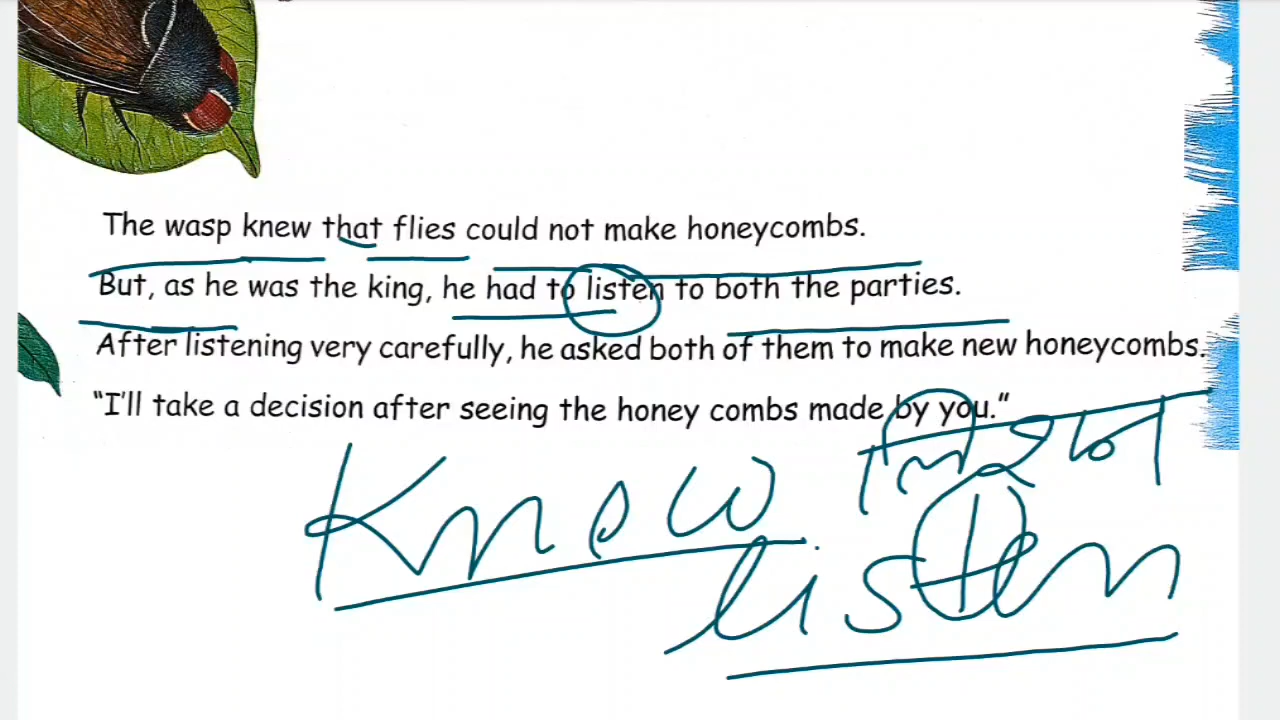 The wasp knew that flies could not make honeycombs.
But, as he was the king, he had to listen to both the parties.
After listening very carefully, he asked both of them to make new honeycombs.
“I'll take a decision after seeing the honey combs made by you.”
Know
listen